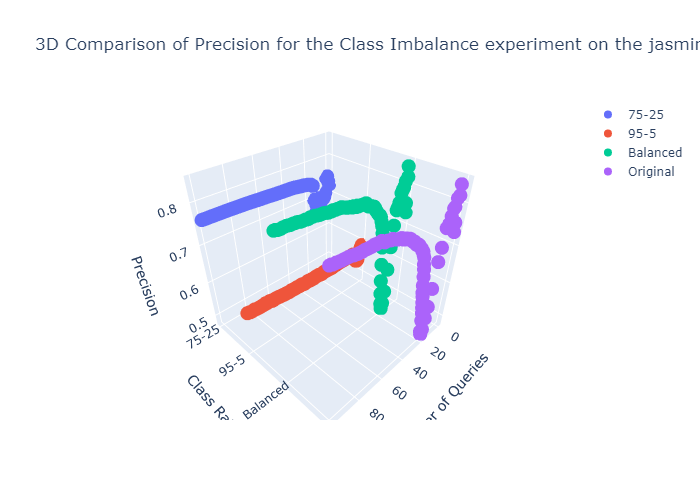 3D Comparison of Precision for the Class Imbalance experiment on the
75-25
95-5
Balanced
Original
0.8
0.7
0.6
0.5
Precision
75-25
95-5
Balanced
Class
0
20
40
60
80
of Queries